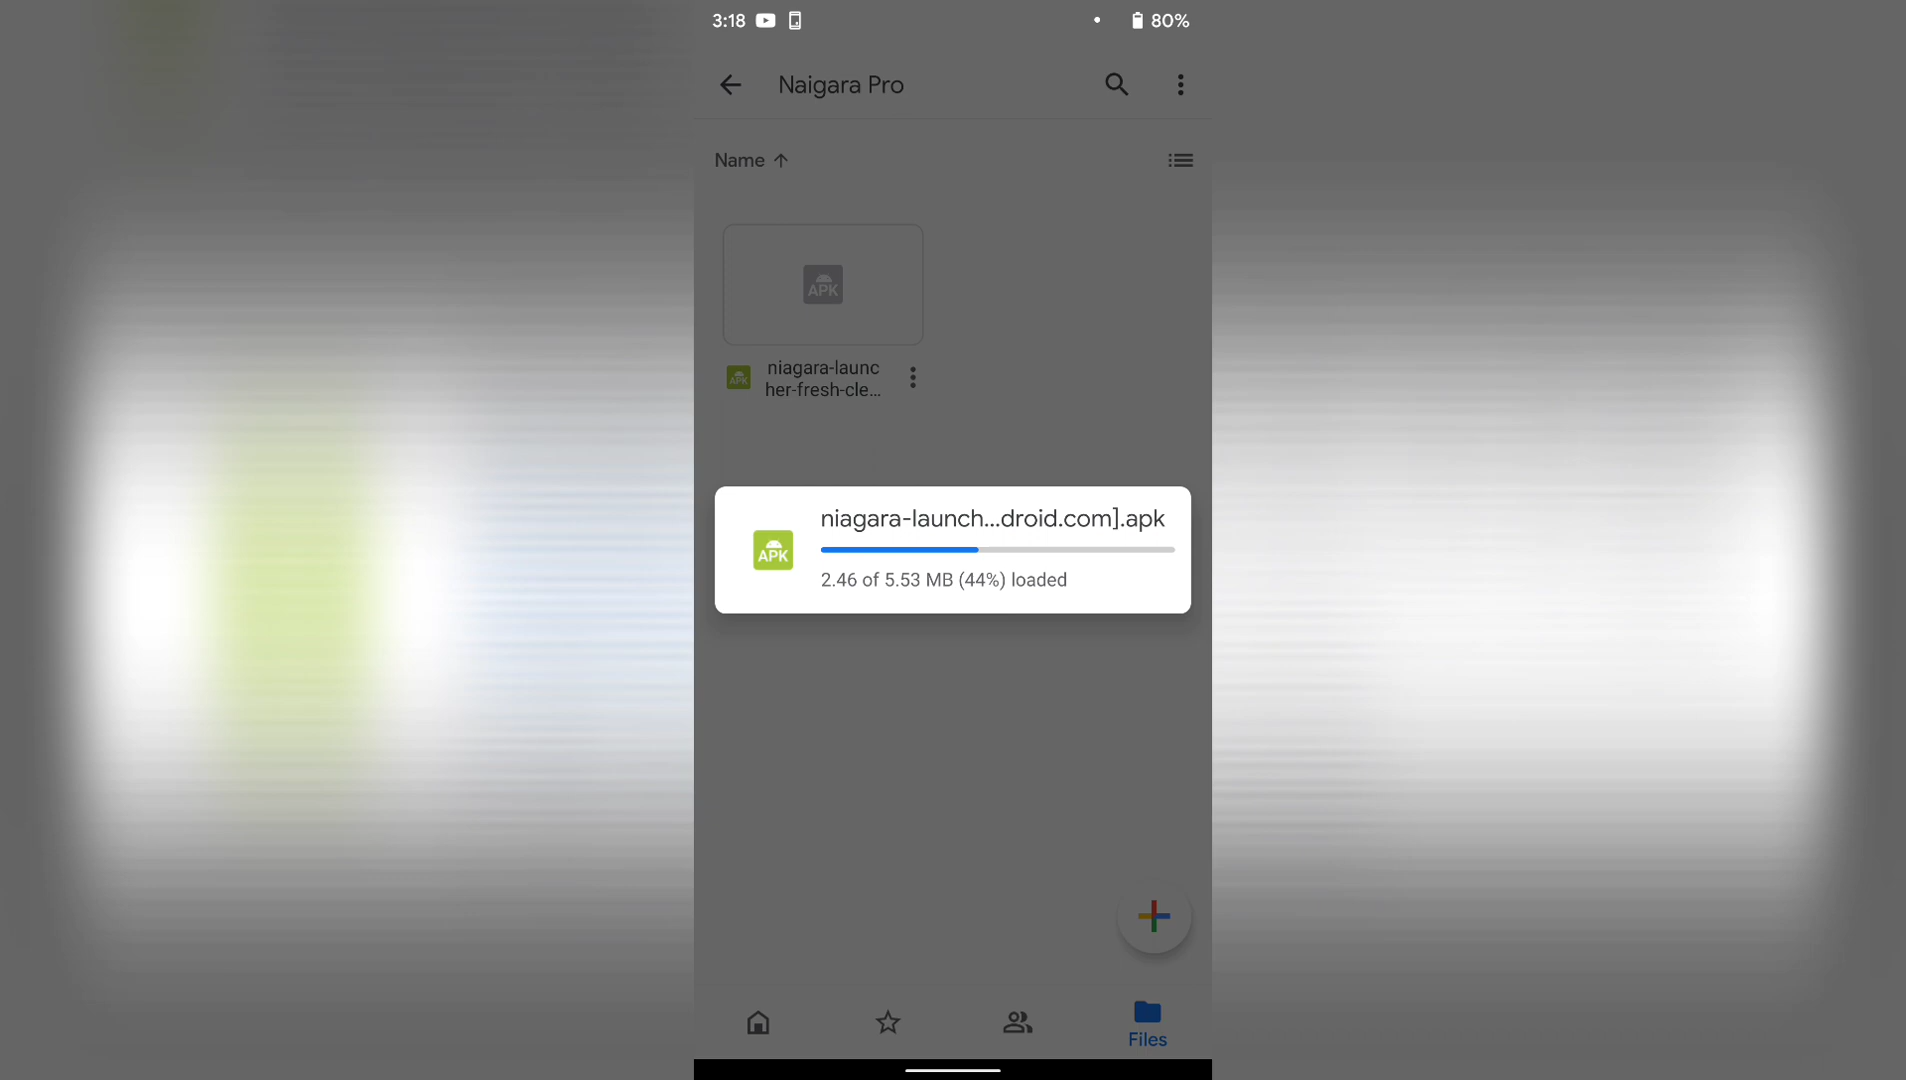 3:18
80%
Naigara Pro
Name
APK
APK
niagara-launc
her-fresh-cle...
APK
niagara-launch...droid.com].apk
2.46 of 5.53 MB (44%) loaded
Files